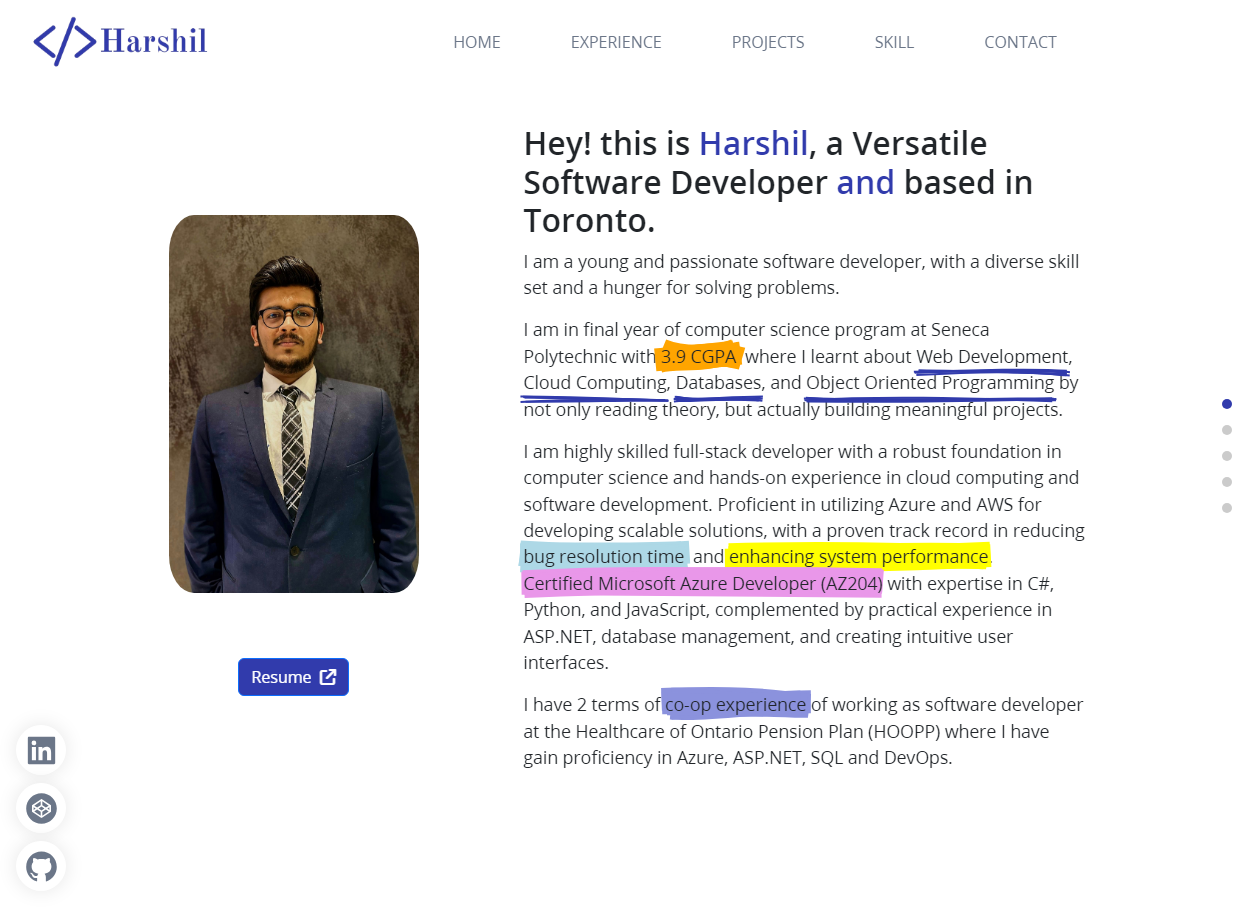 </> Harshil
HOME EXPERIENCE PROJECTS SKILL CONTACT
Hey! this is Harshil, a Versatile
Software Developer and based in
Toronto.
I am a young and passionate software developer, with a diverse skill
set and a hunger for solving problems.
I am in final year of computer science program at Seneca
Polytechnic with 3.9 CGPA where I learnt about Web Development,
Cloud Computing, Databases, and Object Oriented Programming by
not only reading theory, but actually building meaningful projects.
I am highly skilled full-stack developer with a robust foundation in
computer science and hands-on experience in cloud computing and
software development. Proficient in utilizing Azure and AWS for
developing scalable solutions, with a proven track record in reducing
bug resolution time and enhancing system performance
Certified Microsoft Azure Developer (AZ204) with expertise in C#,
Python, and JavaScript, complemented by practical experience in
ASP.NET, database management, and creating intuitive user
interfaces.
Resume
I have 2 terms of co-op experience of working as software developer
at the Healthcare of Ontario Pension Plan (HOOPP) where I have
gain proficiency in Azure, ASP.NET, SQL and DevOps.
in